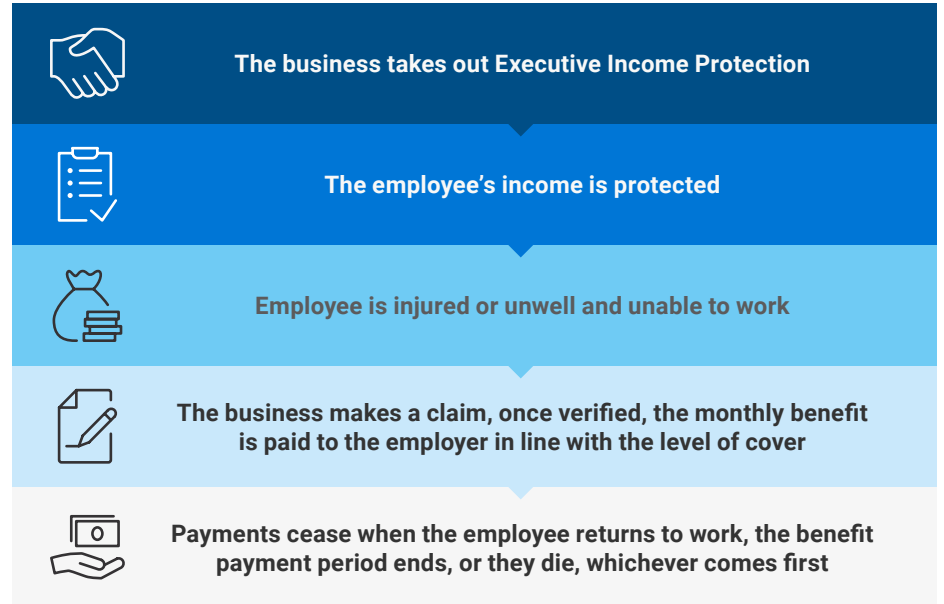 The business takes out Executive Income Protection
The employee’s income is protected
Employee is injured or unwell and unable to work
The business makes a claim, once verified, the monthly benefit
is paid to the employer in line with the level of cover
Payments cease when the employee returns to work, the benefit
payment period ends, or they die, whichever comes first